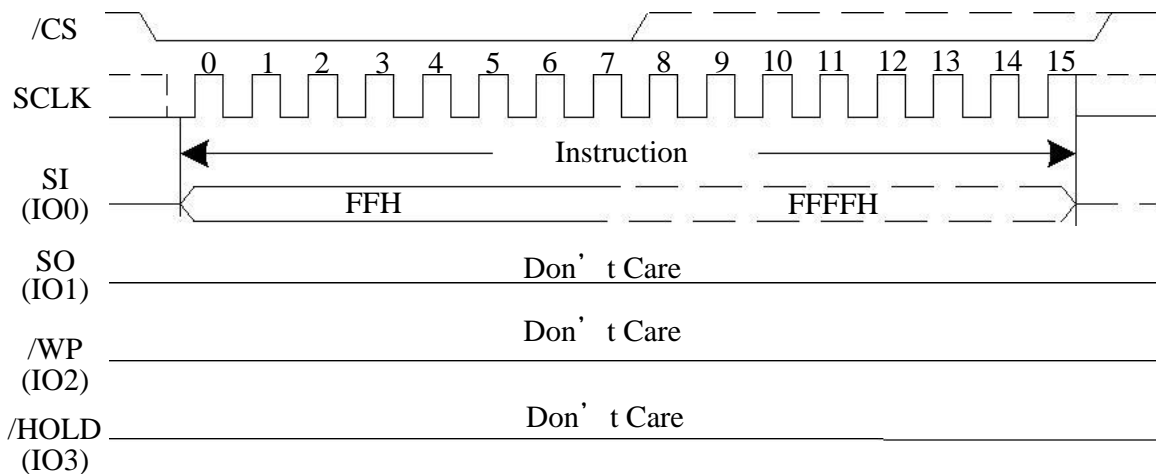 /CS
0 1 2 3 4 5 6 7 8 9 10 11 12 13 14 15
SCLK
Instruction
SI
(IO0)
FFH
FFFFH
SO
(IO1)
Don’t Care
/WP
(IO2)
Don’t Care
/HOLD
(IO3)
Don’t Care